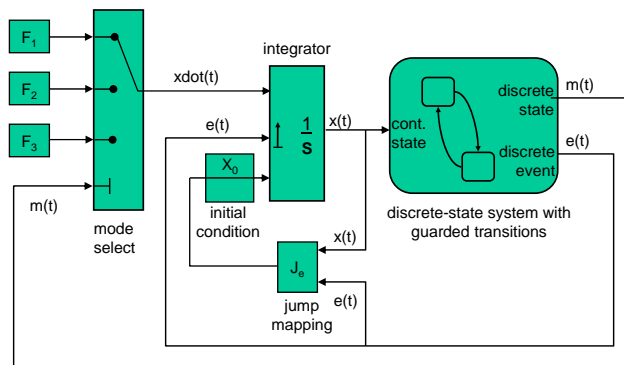 F1
F2
F3
m(t)
mode
select
xdot(t)
e(t)
integrator
1
s
x(t)
X0
initial
condition
x(t)
Je
e(t)
jump
mapping
cont.
state
discrete
state
discrete
event
m(t)
e(t)
discrete-state system with
guarded transitions